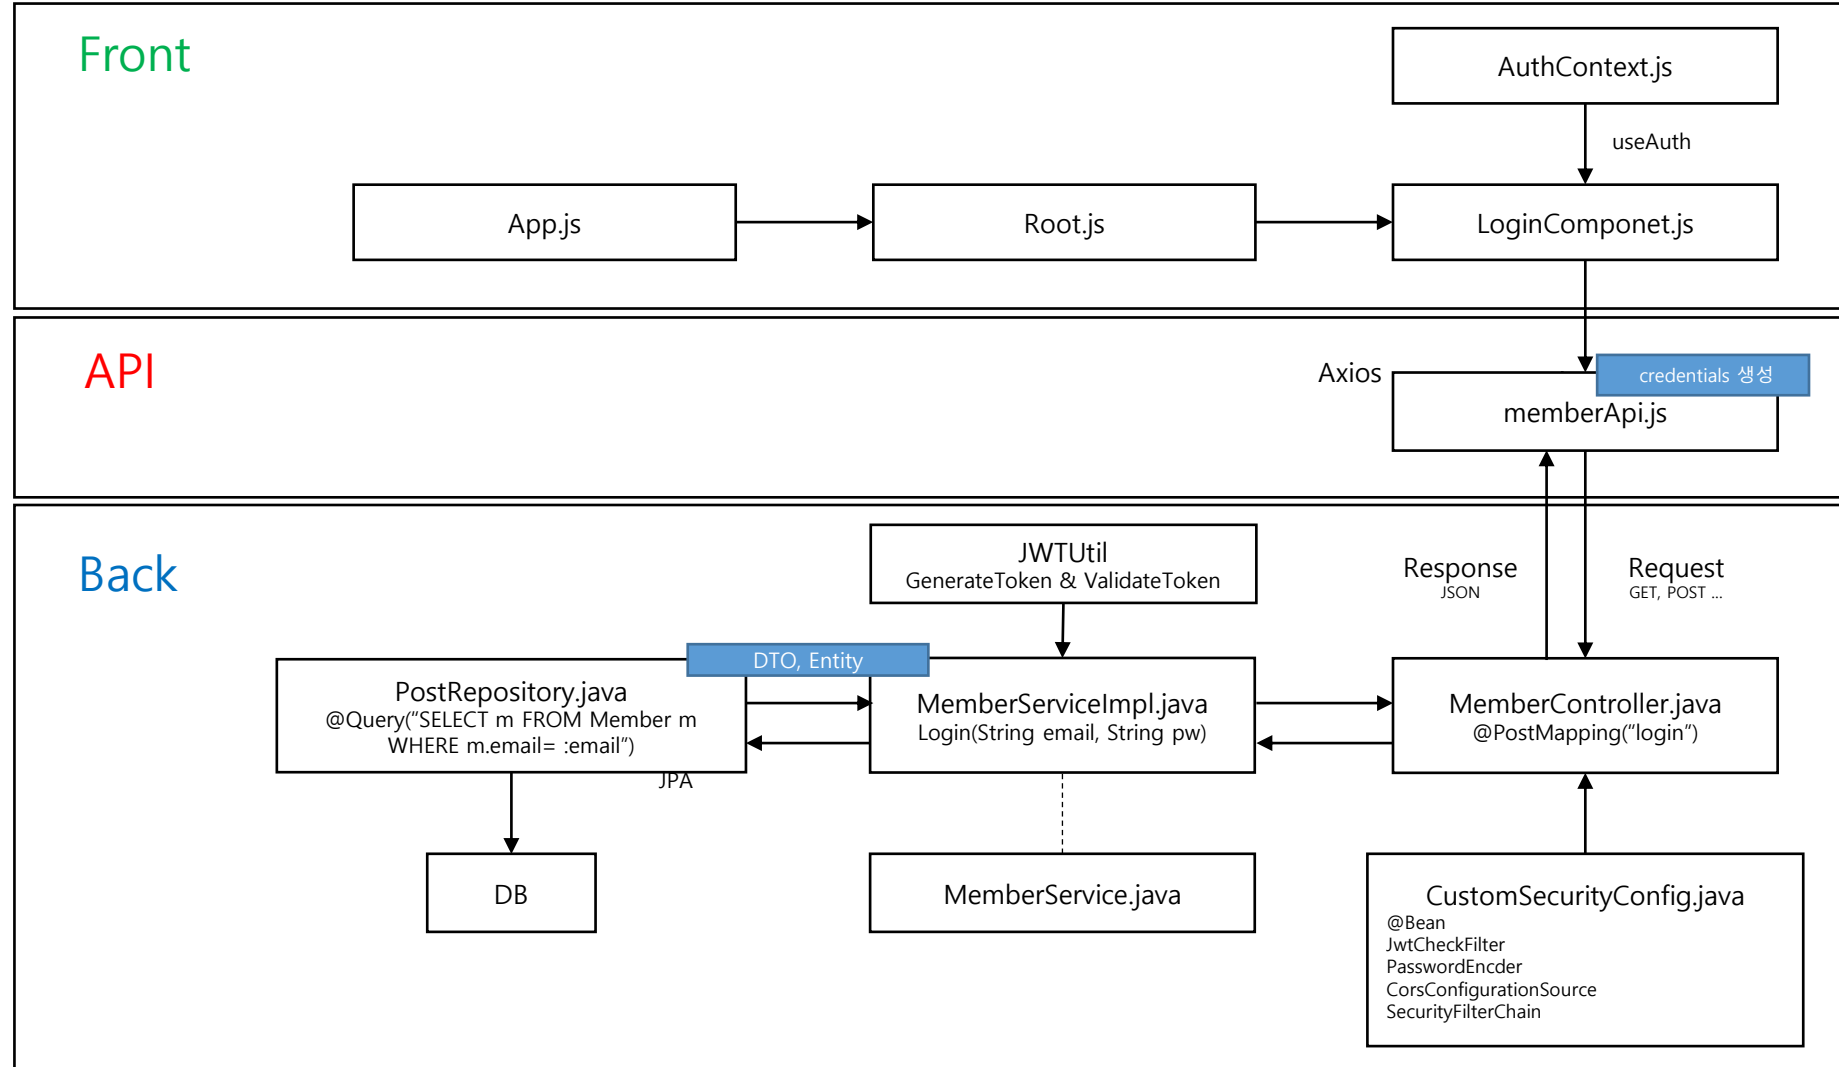 Front
AuthContext.js
useAuth
App.js
Root.js
LoginComponet.js
API
Axios
credentials 생성
memberApi.js
Back
JWTUtil
GenerateToken & ValidateToken
Response
JSON
Request
GET, POST ...
DTO, Entity
PostRepository.java
@Query(“SELECT m FROM Member m
WHERE m.email= :email”)
JPA
MemberServiceImpl.java
Login(String email, String pw)
MemberController.java
@PostMapping(“login”)
DB
MemberService.java
CustomSecurityConfig.java
@Bean
JwtCheckFilter
PasswordEncder
CorsConfigurationSource
SecurityFilterChain